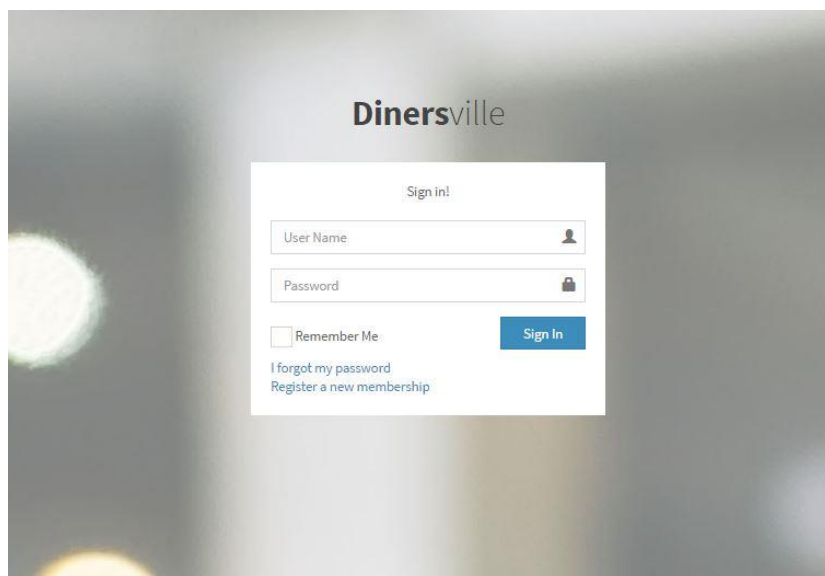 Dinersville
Sign in!
User Name
Password
Remember Me
Sign In
I forgot my password
Register a new membership